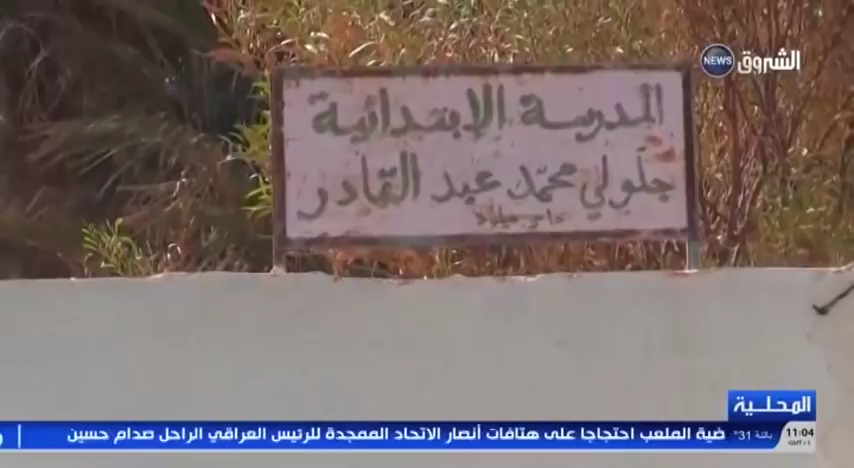 NEWS الشروق
المدرسة الابتدائية
جلولي محمّد عبد القادر
المحلية
ضية الملعب احتجاجا على هتافات أنصار الاتحاد الممجدة للرئيس العراقي الراحل صدام حسين
11:04